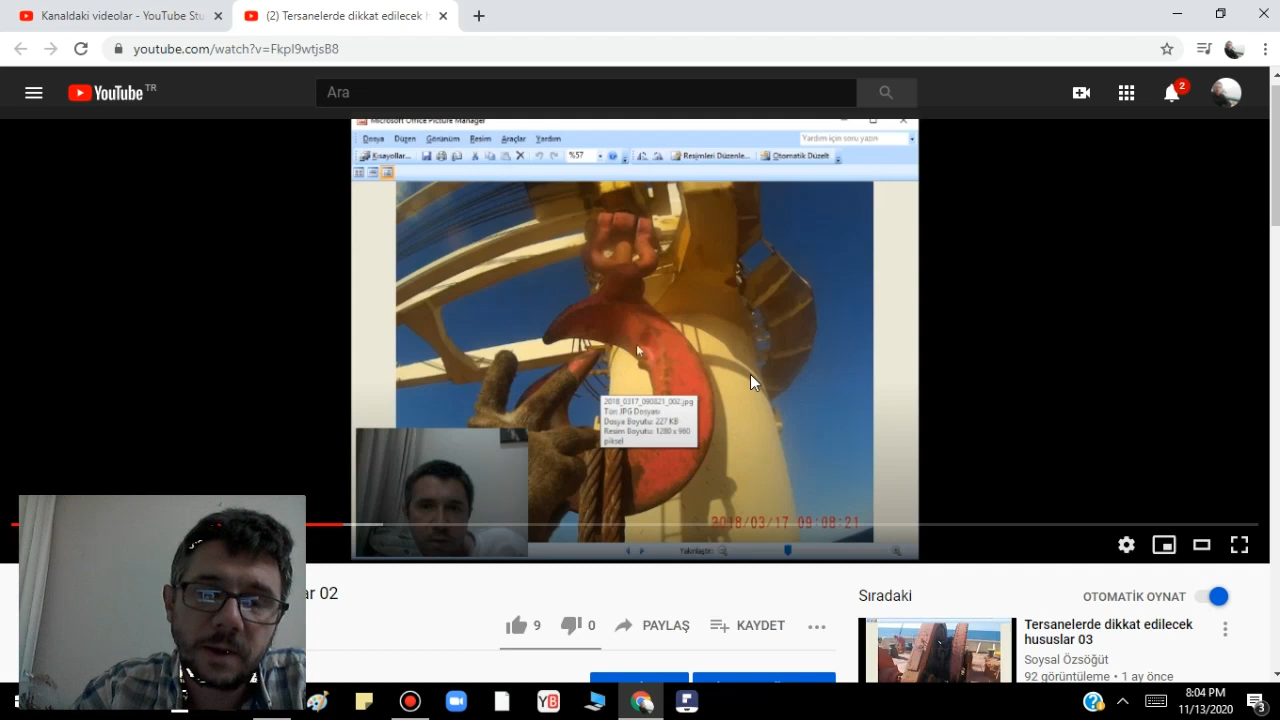 Kanaldaki videolar - YouTube Stu
(2) Tersanelerde dikkat edilecek h
youtube.com/watch?v=FkpI9wtjsB8
YouTube TR
Ara
2
Microsoft Office Picture Manager
Dosya Düzen Görünüm Resim Araçlar Yardım
Yardım için soru yazın
Kısayollar...
%57
Resimleri Düzenle...
Otomatik Düzelt
2018_0317_090821_002.jpg
Tür: JPG Dosyası
Dosya Boyutu: 227 KB
Resim Boyutu: 1280 x 960
piksel
2018/03/17 09:08:21
Yakınlaştır:
ar 02
9
0
PAYLAŞ
KAYDET
Sıradaki
OTOMATİK OYNAT
Tersanelerde dikkat edilecek
hususlar 03
Soysal Özsöğüt
92 görüntüleme • 1 ay önce
8:04 PM
11/13/2020
3